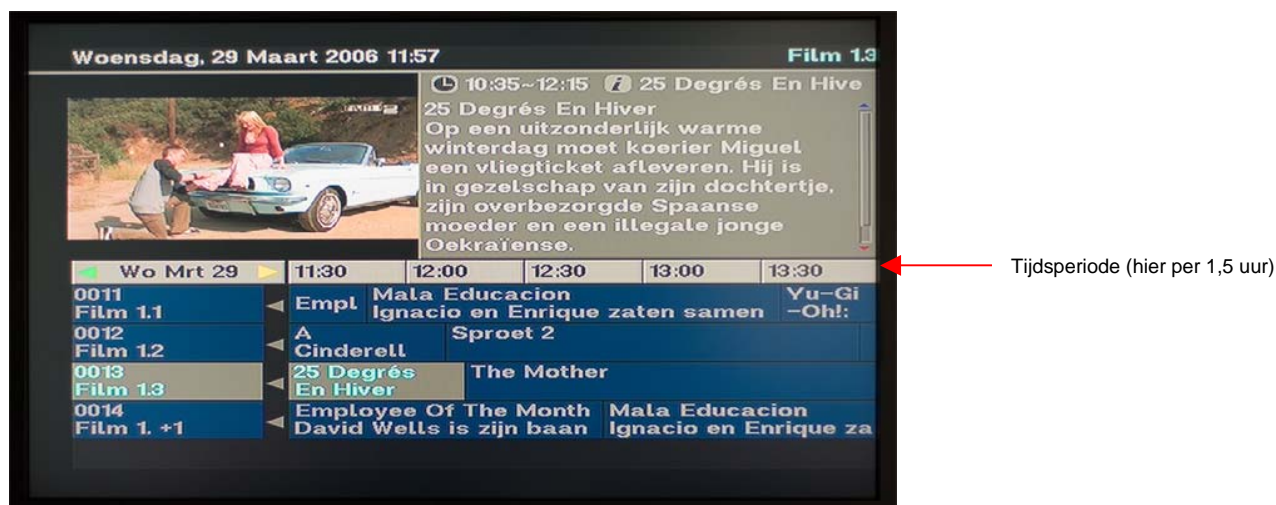 Woensdag, 29 Maart 2006 11:57 Film 1.3
10:35~12:15 i 25 Degrés En Hive
25 Degrés En Hiver
Op een uitzonderlijk warme
winterdag moet koerier Miguel
een vliegticket afleveren. Hij is
in gezelschap van zijn dochtertje,
zijn overbezorgde Spaanse
moeder en een illegale jonge
Oekraïense.
Wo Mrt 29 11:30 12:00 12:30 13:00 13:30
Tijdsperiode (hier per 1,5 uur)
0011
Film 1.1
Empl
Mala Educacion
Ignacio en Enrique zaten samen
Yu-Gi
-Oh!:
0012
Film 1.2
A
Cinderell
Sproet 2
0013
Film 1.3
25 Degrés
En Hiver
The Mother
0014
Film 1. +1
Employee Of The Month
David Wells is zijn baan
Mala Educacion
Ignacio en Enrique za